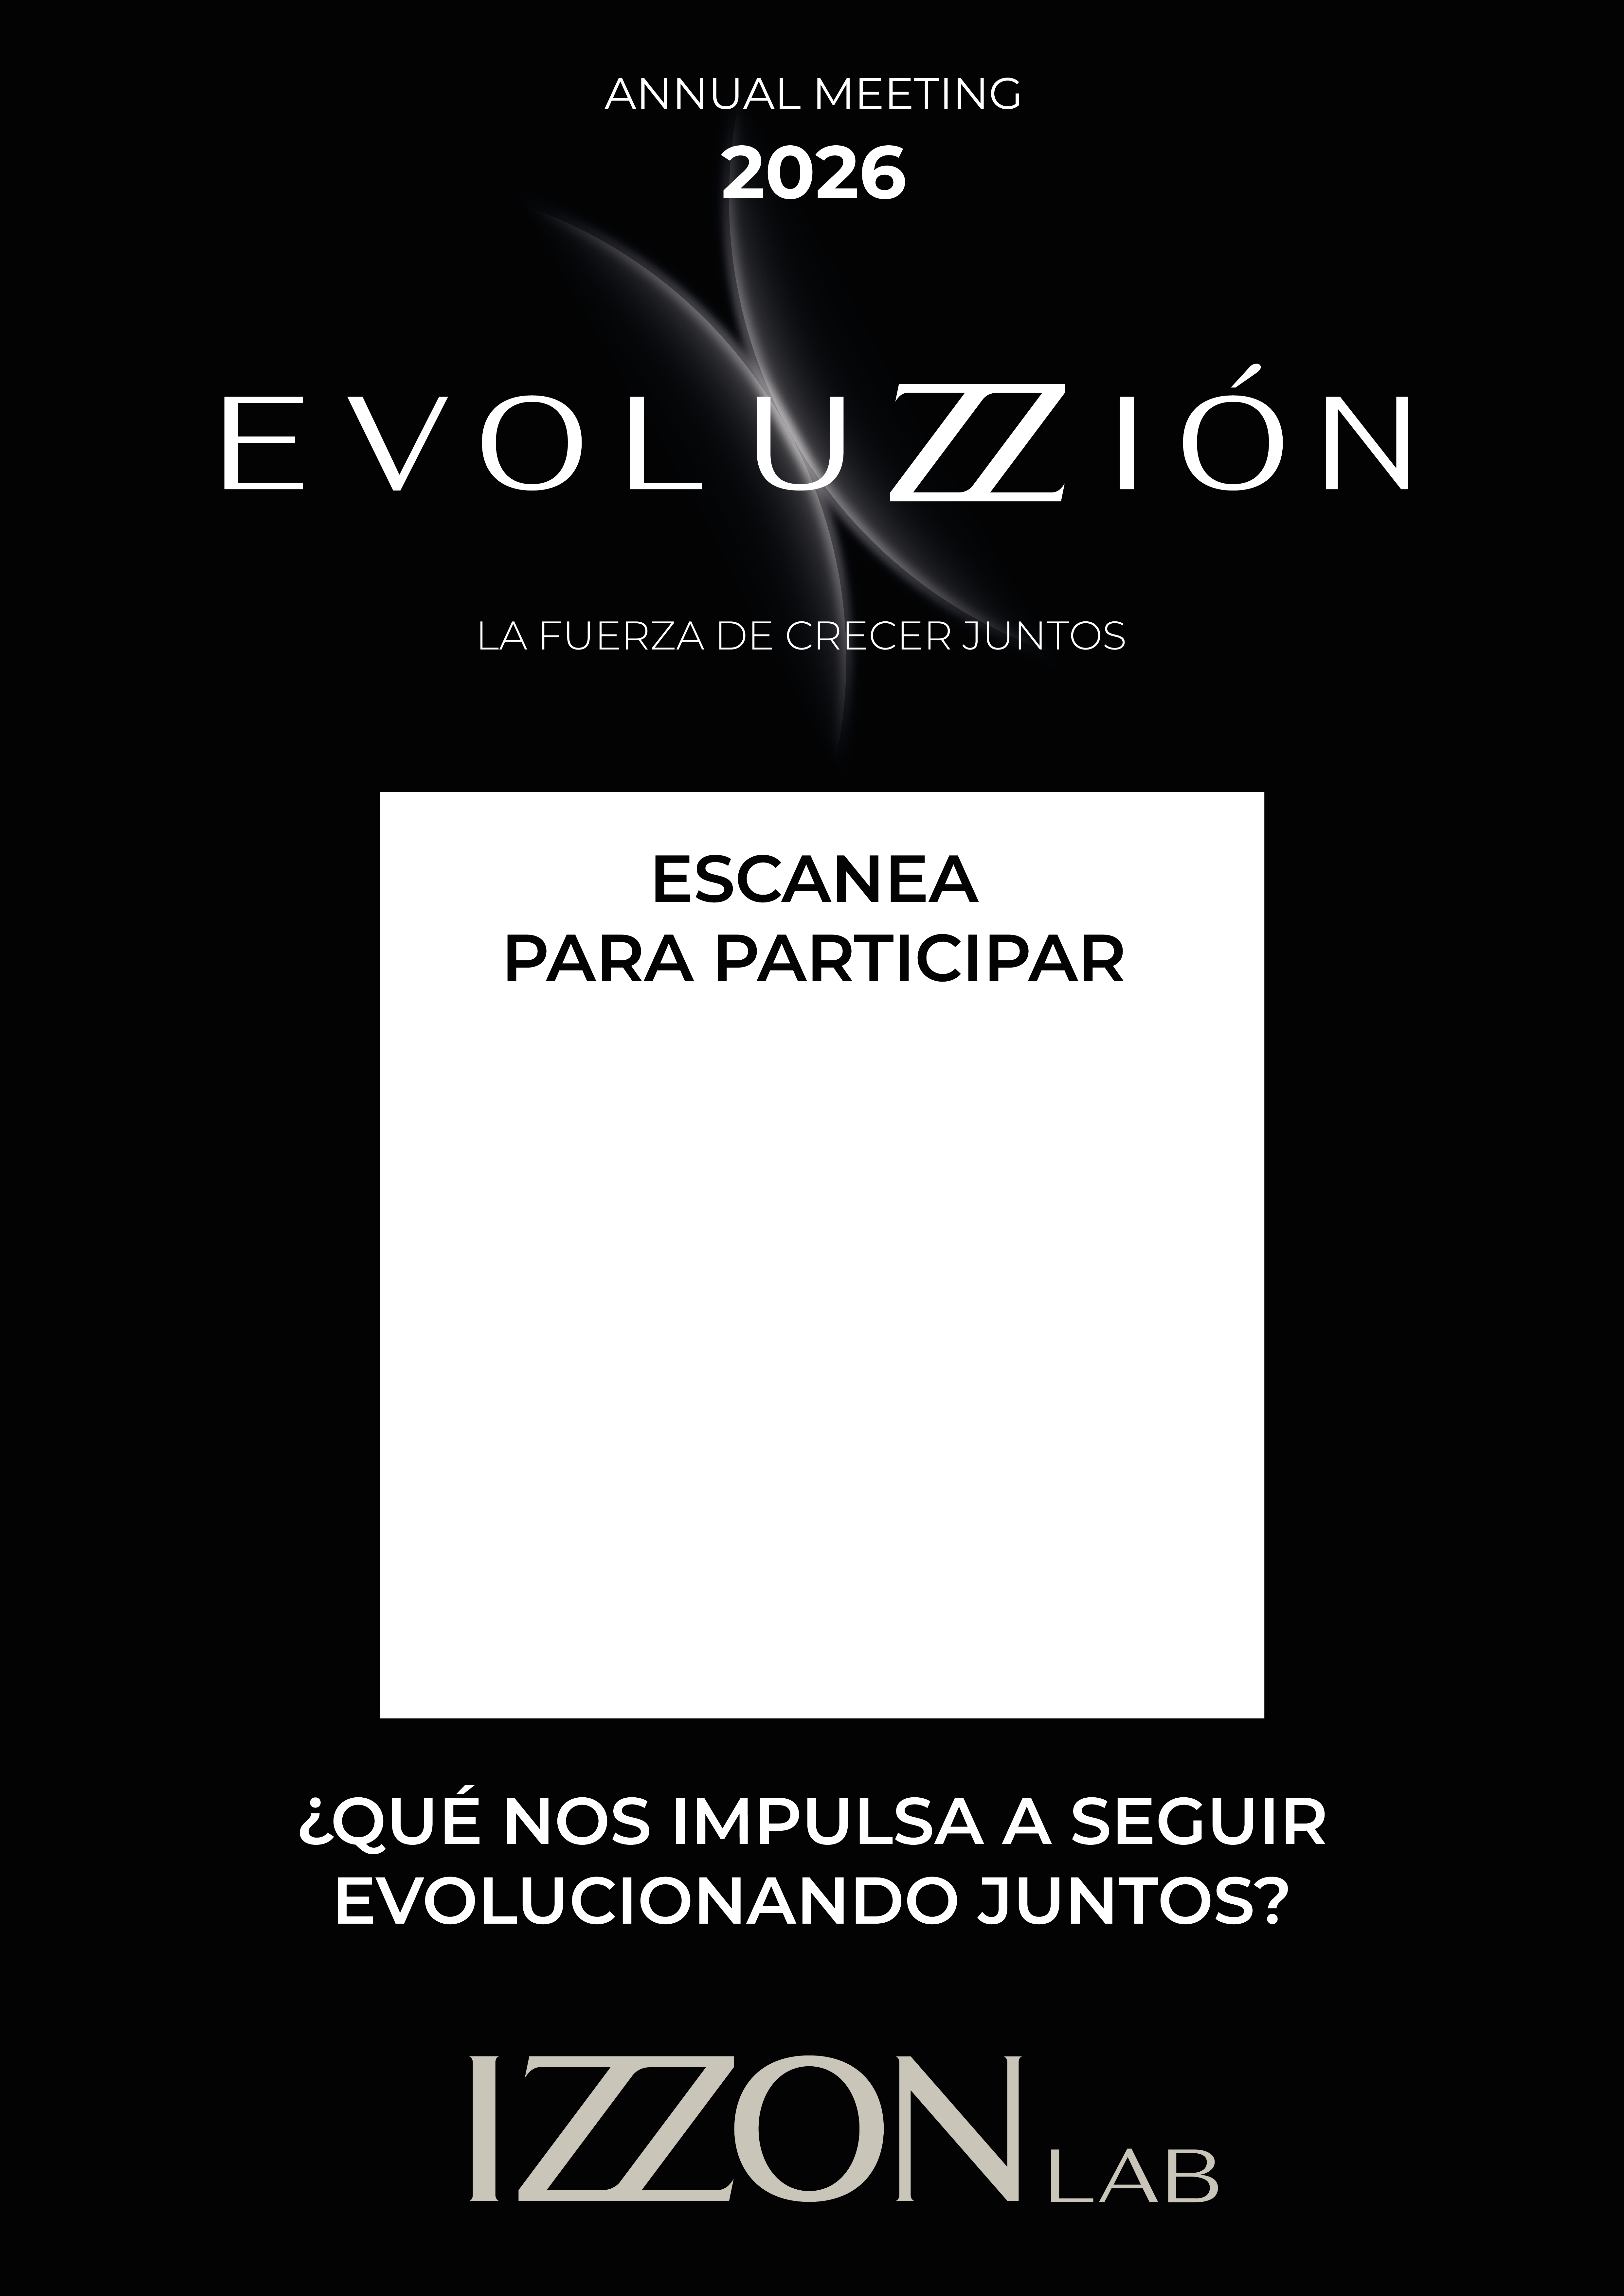 ANNUAL MEETING
2026
EVOLUZZIÓN
LA FUERZA DE CRECER JUNTOS
ESCANEA
PARA PARTICIPAR
¿QUÉ NOS IMPULSA A SEGUIR
EVOLUCIONANDO JUNTOS?
IZZON LAB